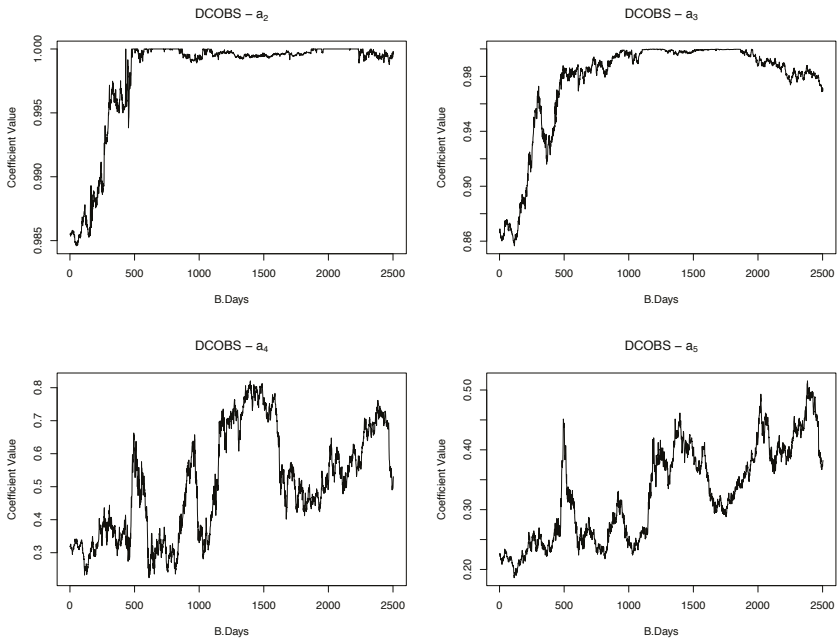 DCOBS – a2
Coefficient Value
0.985 0.990 0.995 1.000
0 500 1000 1500 2000 2500
B.Days
DCOBS – a3
Coefficient Value
0.86 0.90 0.94 0.98
0 500 1000 1500 2000 2500
B.Days
DCOBS – a4
Coefficient Value
0.3 0.4 0.5 0.6 0.7 0.8
0 500 1000 1500 2000 2500
B.Days
DCOBS – a5
Coefficient Value
0.20 0.30 0.40 0.50
0 500 1000 1500 2000 2500
B.Days